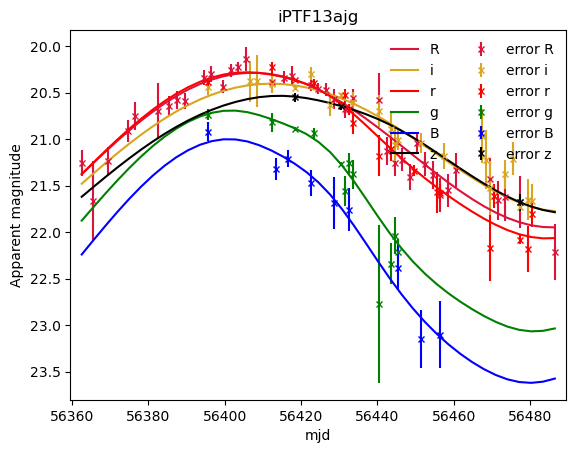 iPTF13ajg
Apparent magnitude
20.0
20.5
21.0
21.5
22.0
22.5
23.0
23.5
R error R
i error i
r error r
g error g
B error B
z error z
56360 56380 56400 56420 56440 56460 56480
mjd